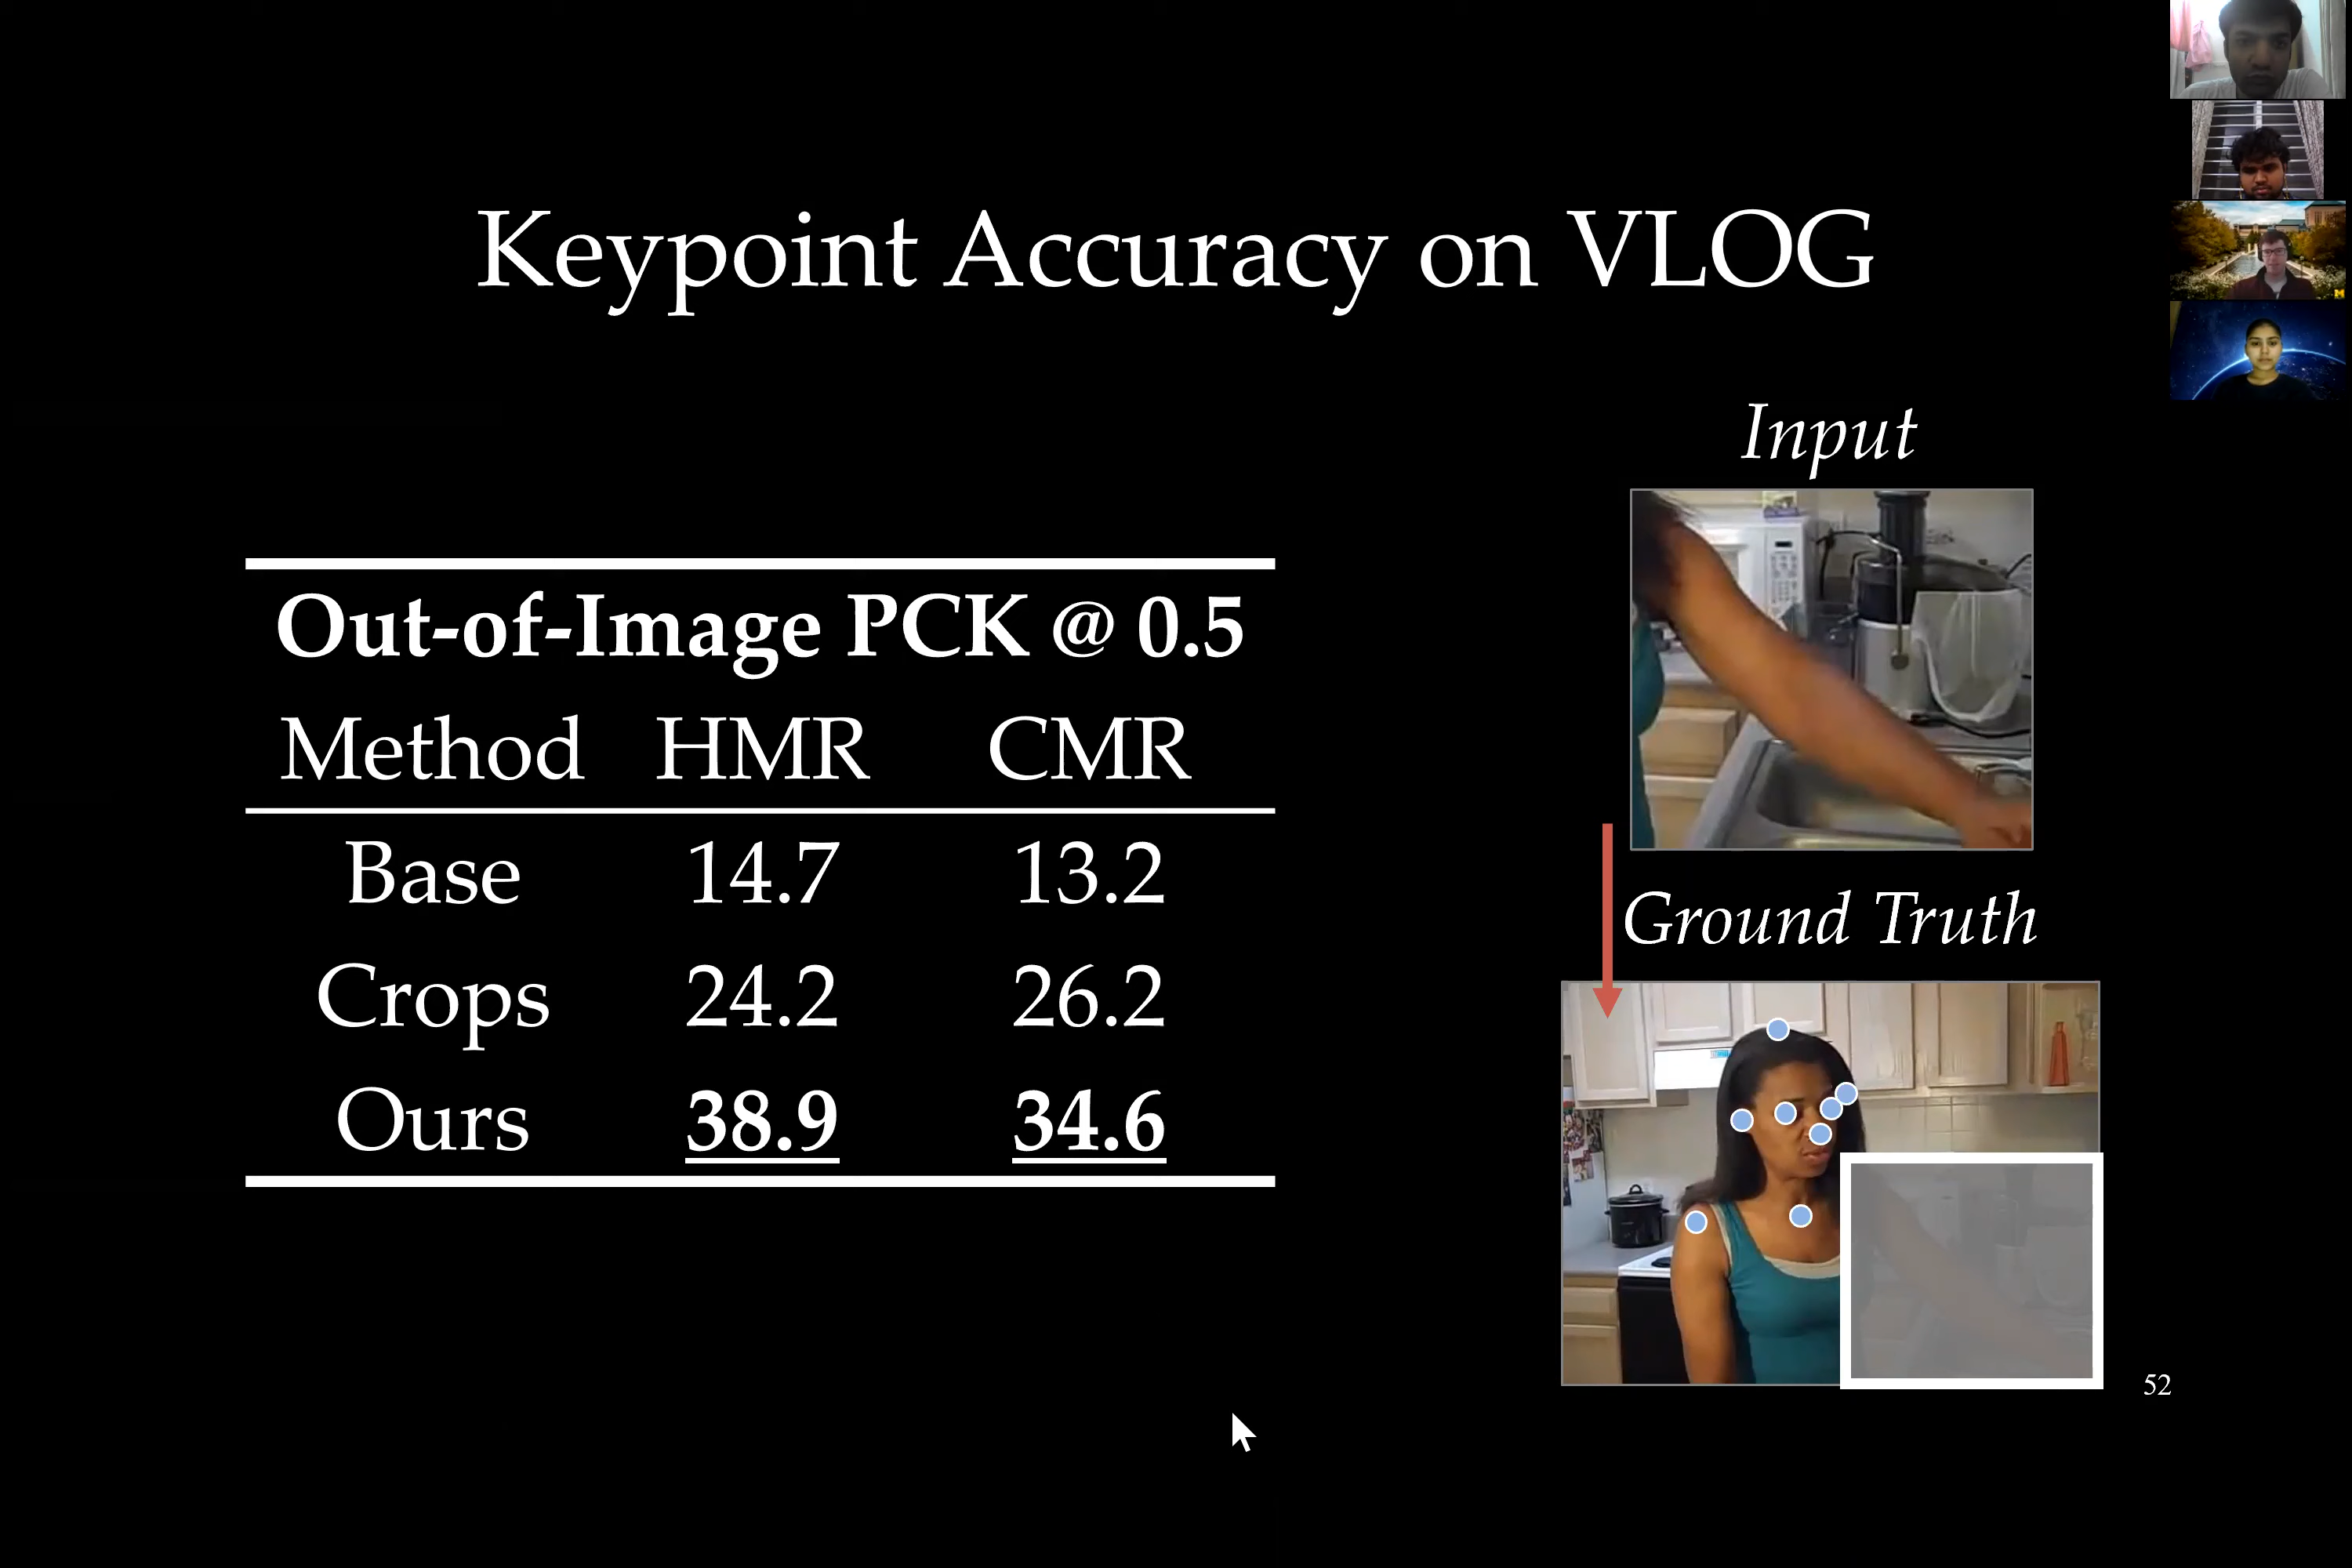 Keypoint Accuracy on VLOG
Out-of-Image PCK @ 0.5
Method HMR CMR
Base 14.7 13.2
Crops 24.2 26.2
Ours 38.9 34.6
Input
Ground Truth
52